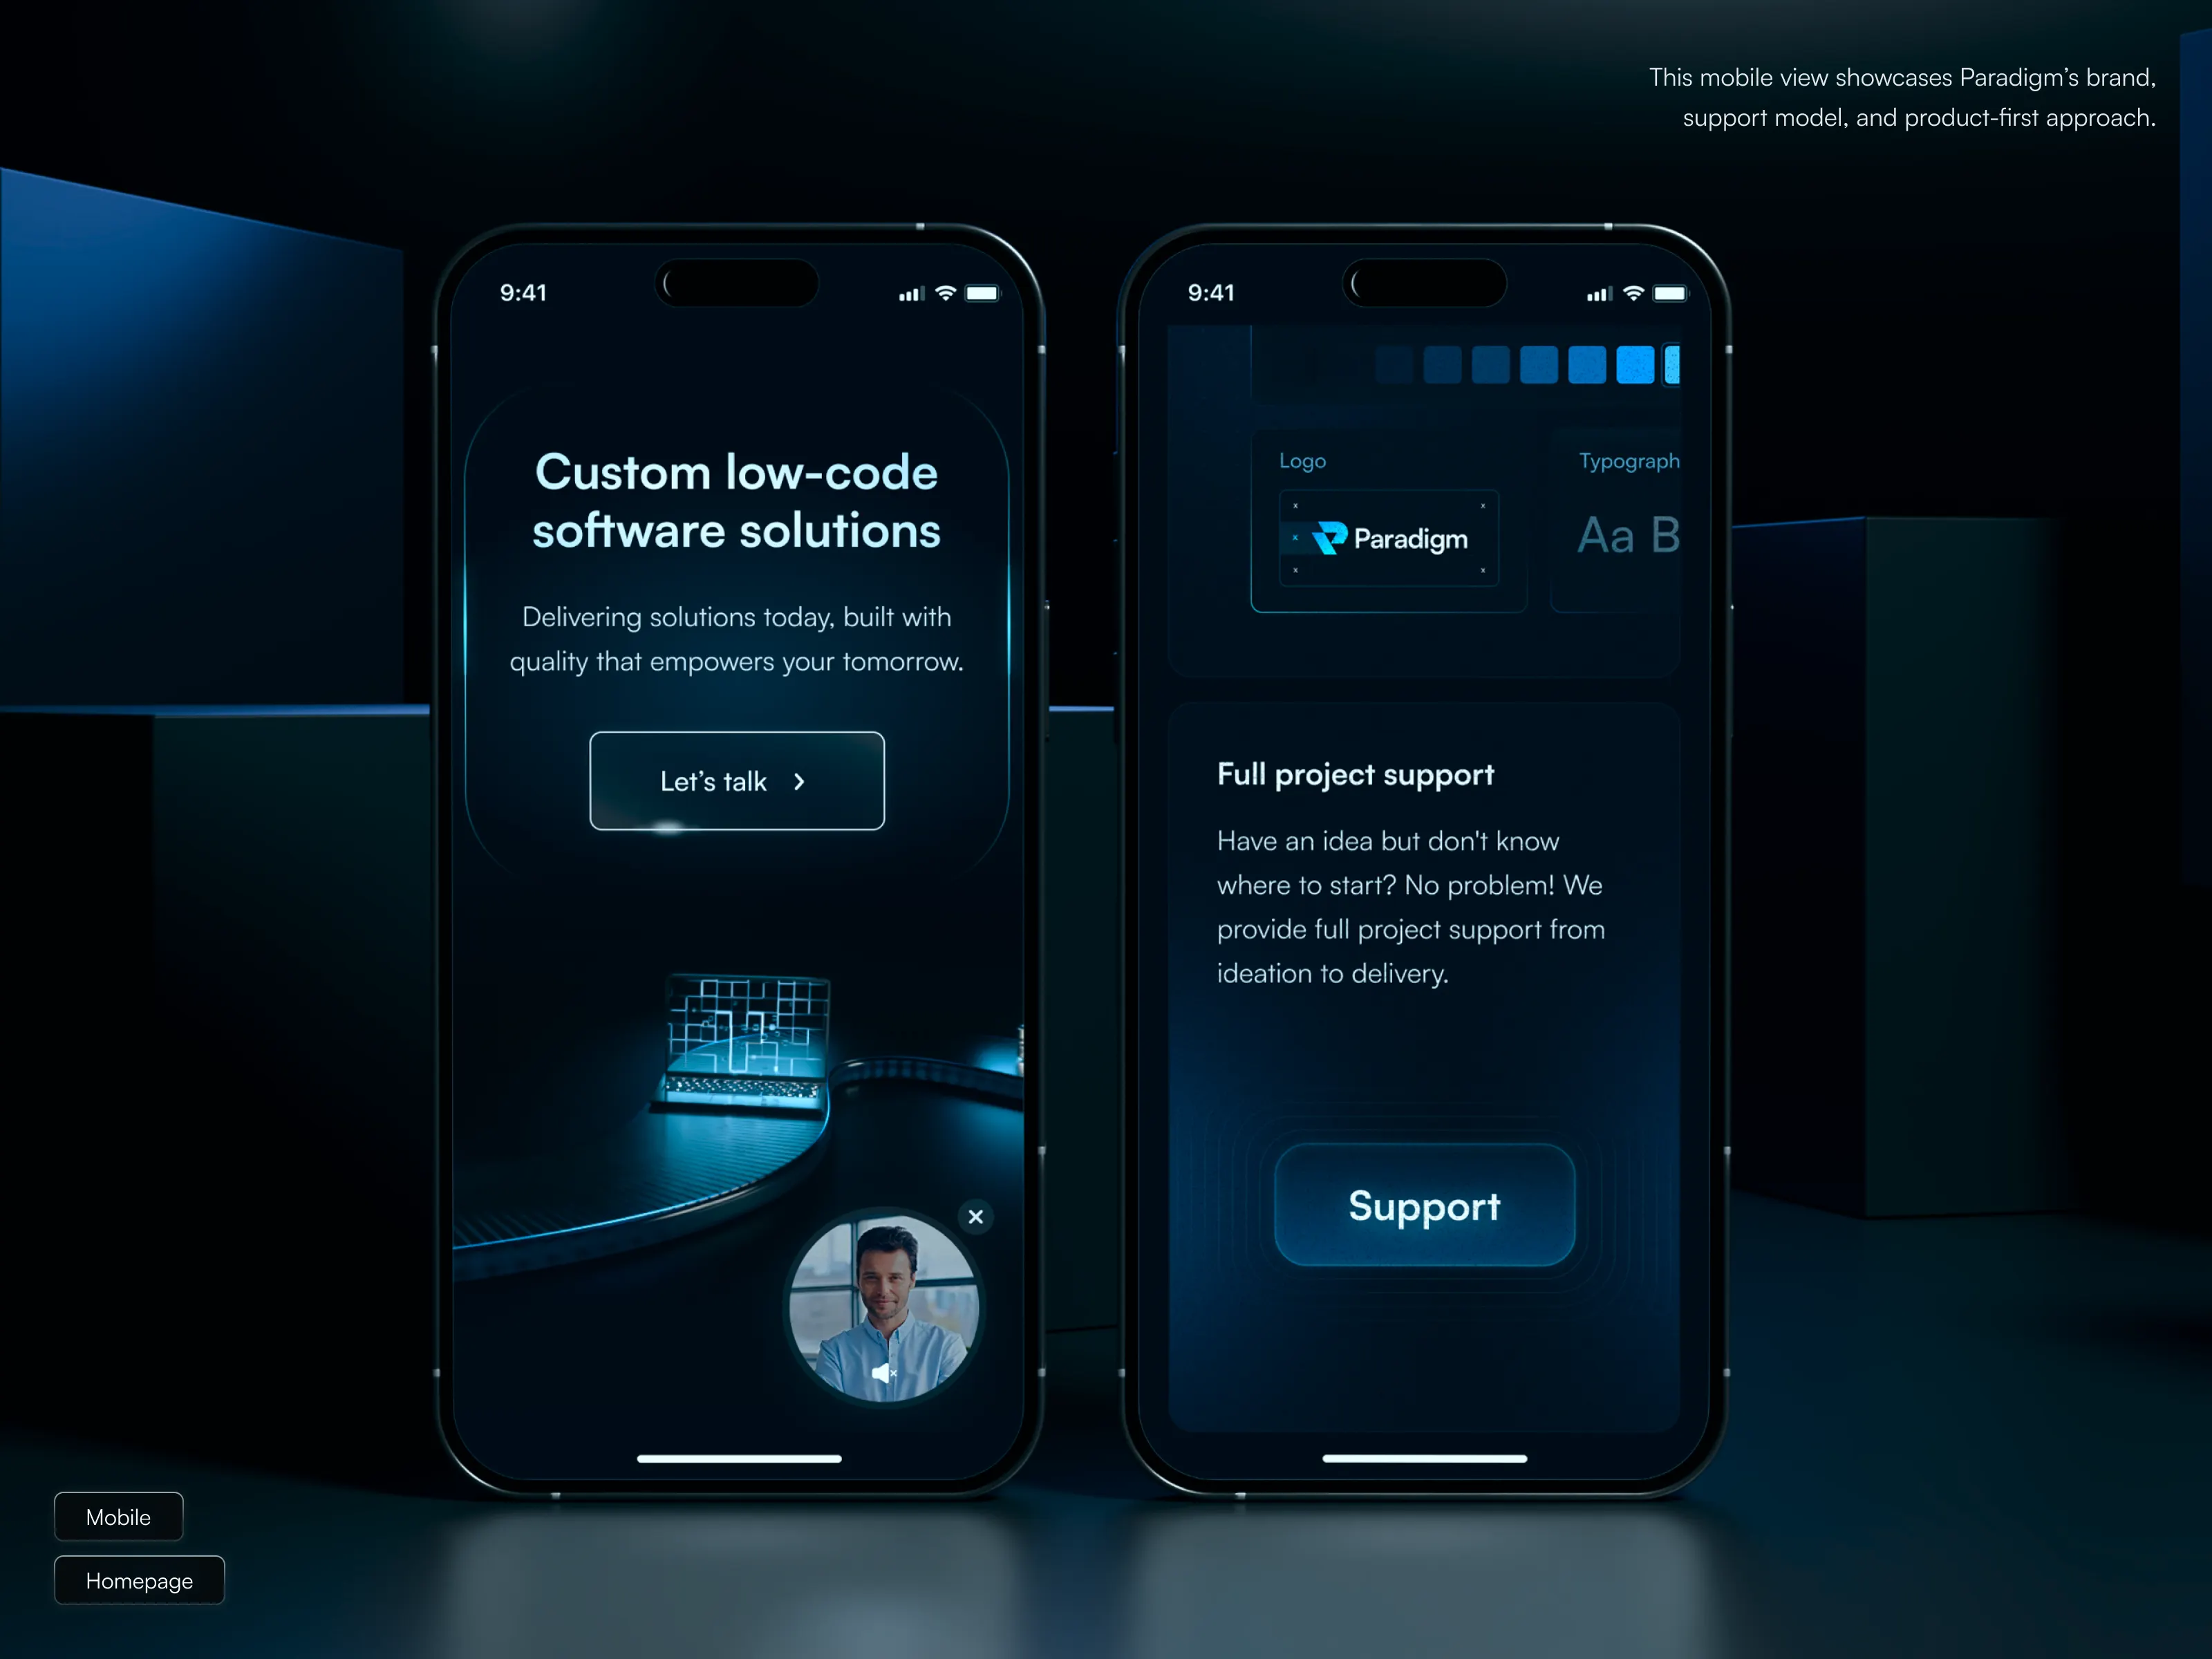 This mobile view showcases Paradigm’s brand,
support model, and product-first approach.
9:41
Custom low-code
software solutions
Delivering solutions today, built with
quality that empowers your tomorrow.
Let’s talk
9:41
Logo
Paradigm
Typograph
Aa B
Full project support
Have an idea but don't know
where to start? No problem! We
provide full project support from
ideation to delivery.
Support
Mobile
Homepage